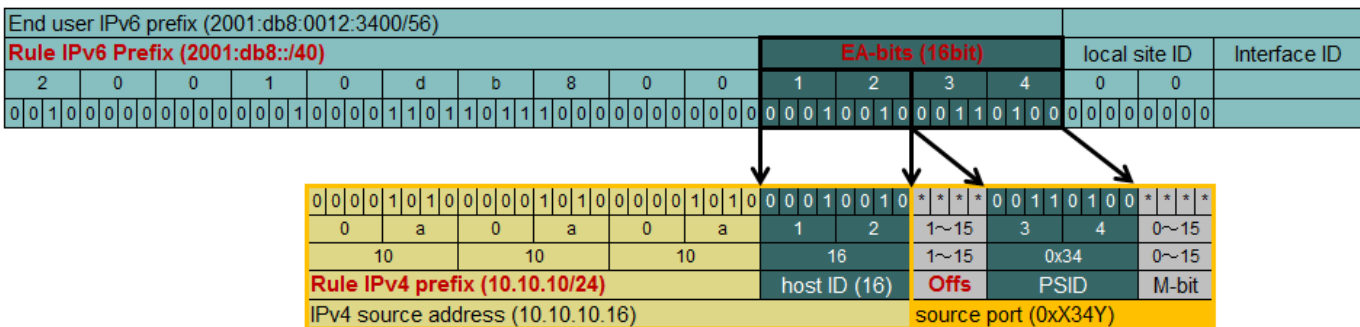 End user IPv6 prefix (2001:db8:0012:3400/56)
Rule IPv6 Prefix (2001:db8::/40) EA-bits (16bit) local site ID Interface ID
2 0 0 1 0 d b 8 0 0 1 2 3 4 0 0
0 0 1 0 0 0 0 0 0 0 0 0 0 0 0 1 0 0 0 0 1 1 0 1 1 0 1 1 1 0 0 0 0 0 0 0 0 0 0 0 0 0 0 1 0 0 1 0 0 0 1 1 0 1 0 0 0 0 0 0 0 0 0 0
0 0 0 0 1 0 1 0 0 0 0 0 1 0 1 0 0 0 0 0 1 0 1 0 0 0 0 1 0 0 1 0 * * * * 0 0 1 1 0 1 0 0 * * * *
0 a 0 a 0 a 1 2 1～15 3 4 0～15
10 10 10 16 1～15 0x34 0～15
Rule IPv4 prefix (10.10.10/24) host ID (16) Offs PSID M-bit
IPv4 source address (10.10.10.16) source port (0xX34Y)